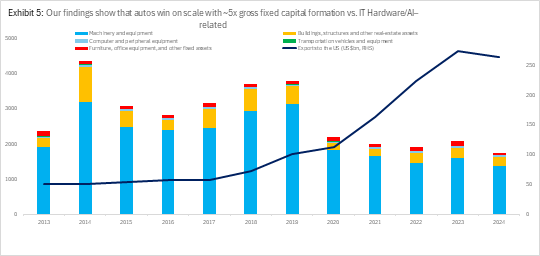 Exhibit 5: Our findings show that autos win on scale with ~5x gross fixed capital formation vs. IT Hardware/AI-
related
Machinery and equipment
Buildings, structures and other real-estate assets
Computer and peripheral equipment
Transportation vehicles and equipment
Furniture, office equipment, and other fixed assets
Exports to the US (US$bn, RHS)
5000
4000
3000
2000
1000
0
250
200
150
100
50
0
2013 2014 2015 2016 2017 2018 2019 2020 2021 2022 2023 2024